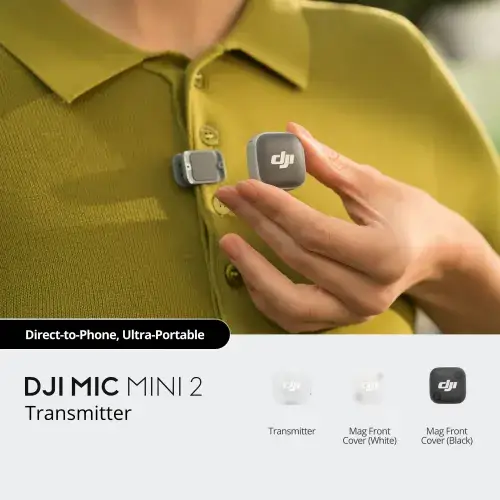 dji
Direct-to-Phone, Ultra-Portable
DJI MIC MINI 2
Transmitter
dji
dji
dji
Transmitter
Mag Front
Cover (White)
Mag Front
Cover (Black)